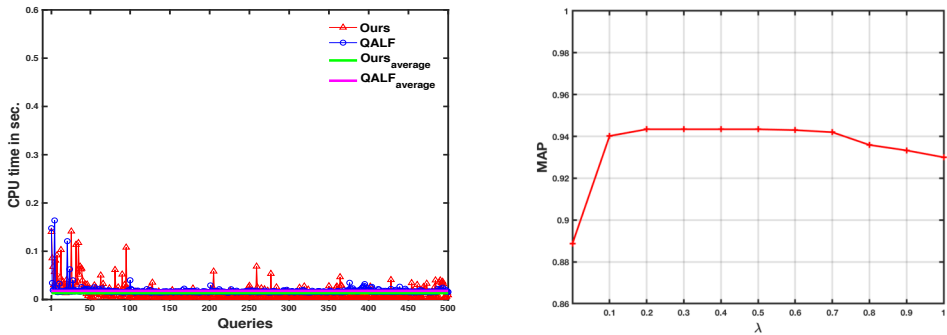 0.6
0.5
0.4
0.3
0.2
0.1
0
CPU time in sec.
1 50 100 150 200 250 300 350 400 450 500
Queries
Ours
QALF
Ours average
QALF average
1
0.98
0.96
0.94
0.92
0.9
0.88
0.86
MAP
0.1 0.2 0.3 0.4 0.5 0.6 0.7 0.8 0.9 1
λ